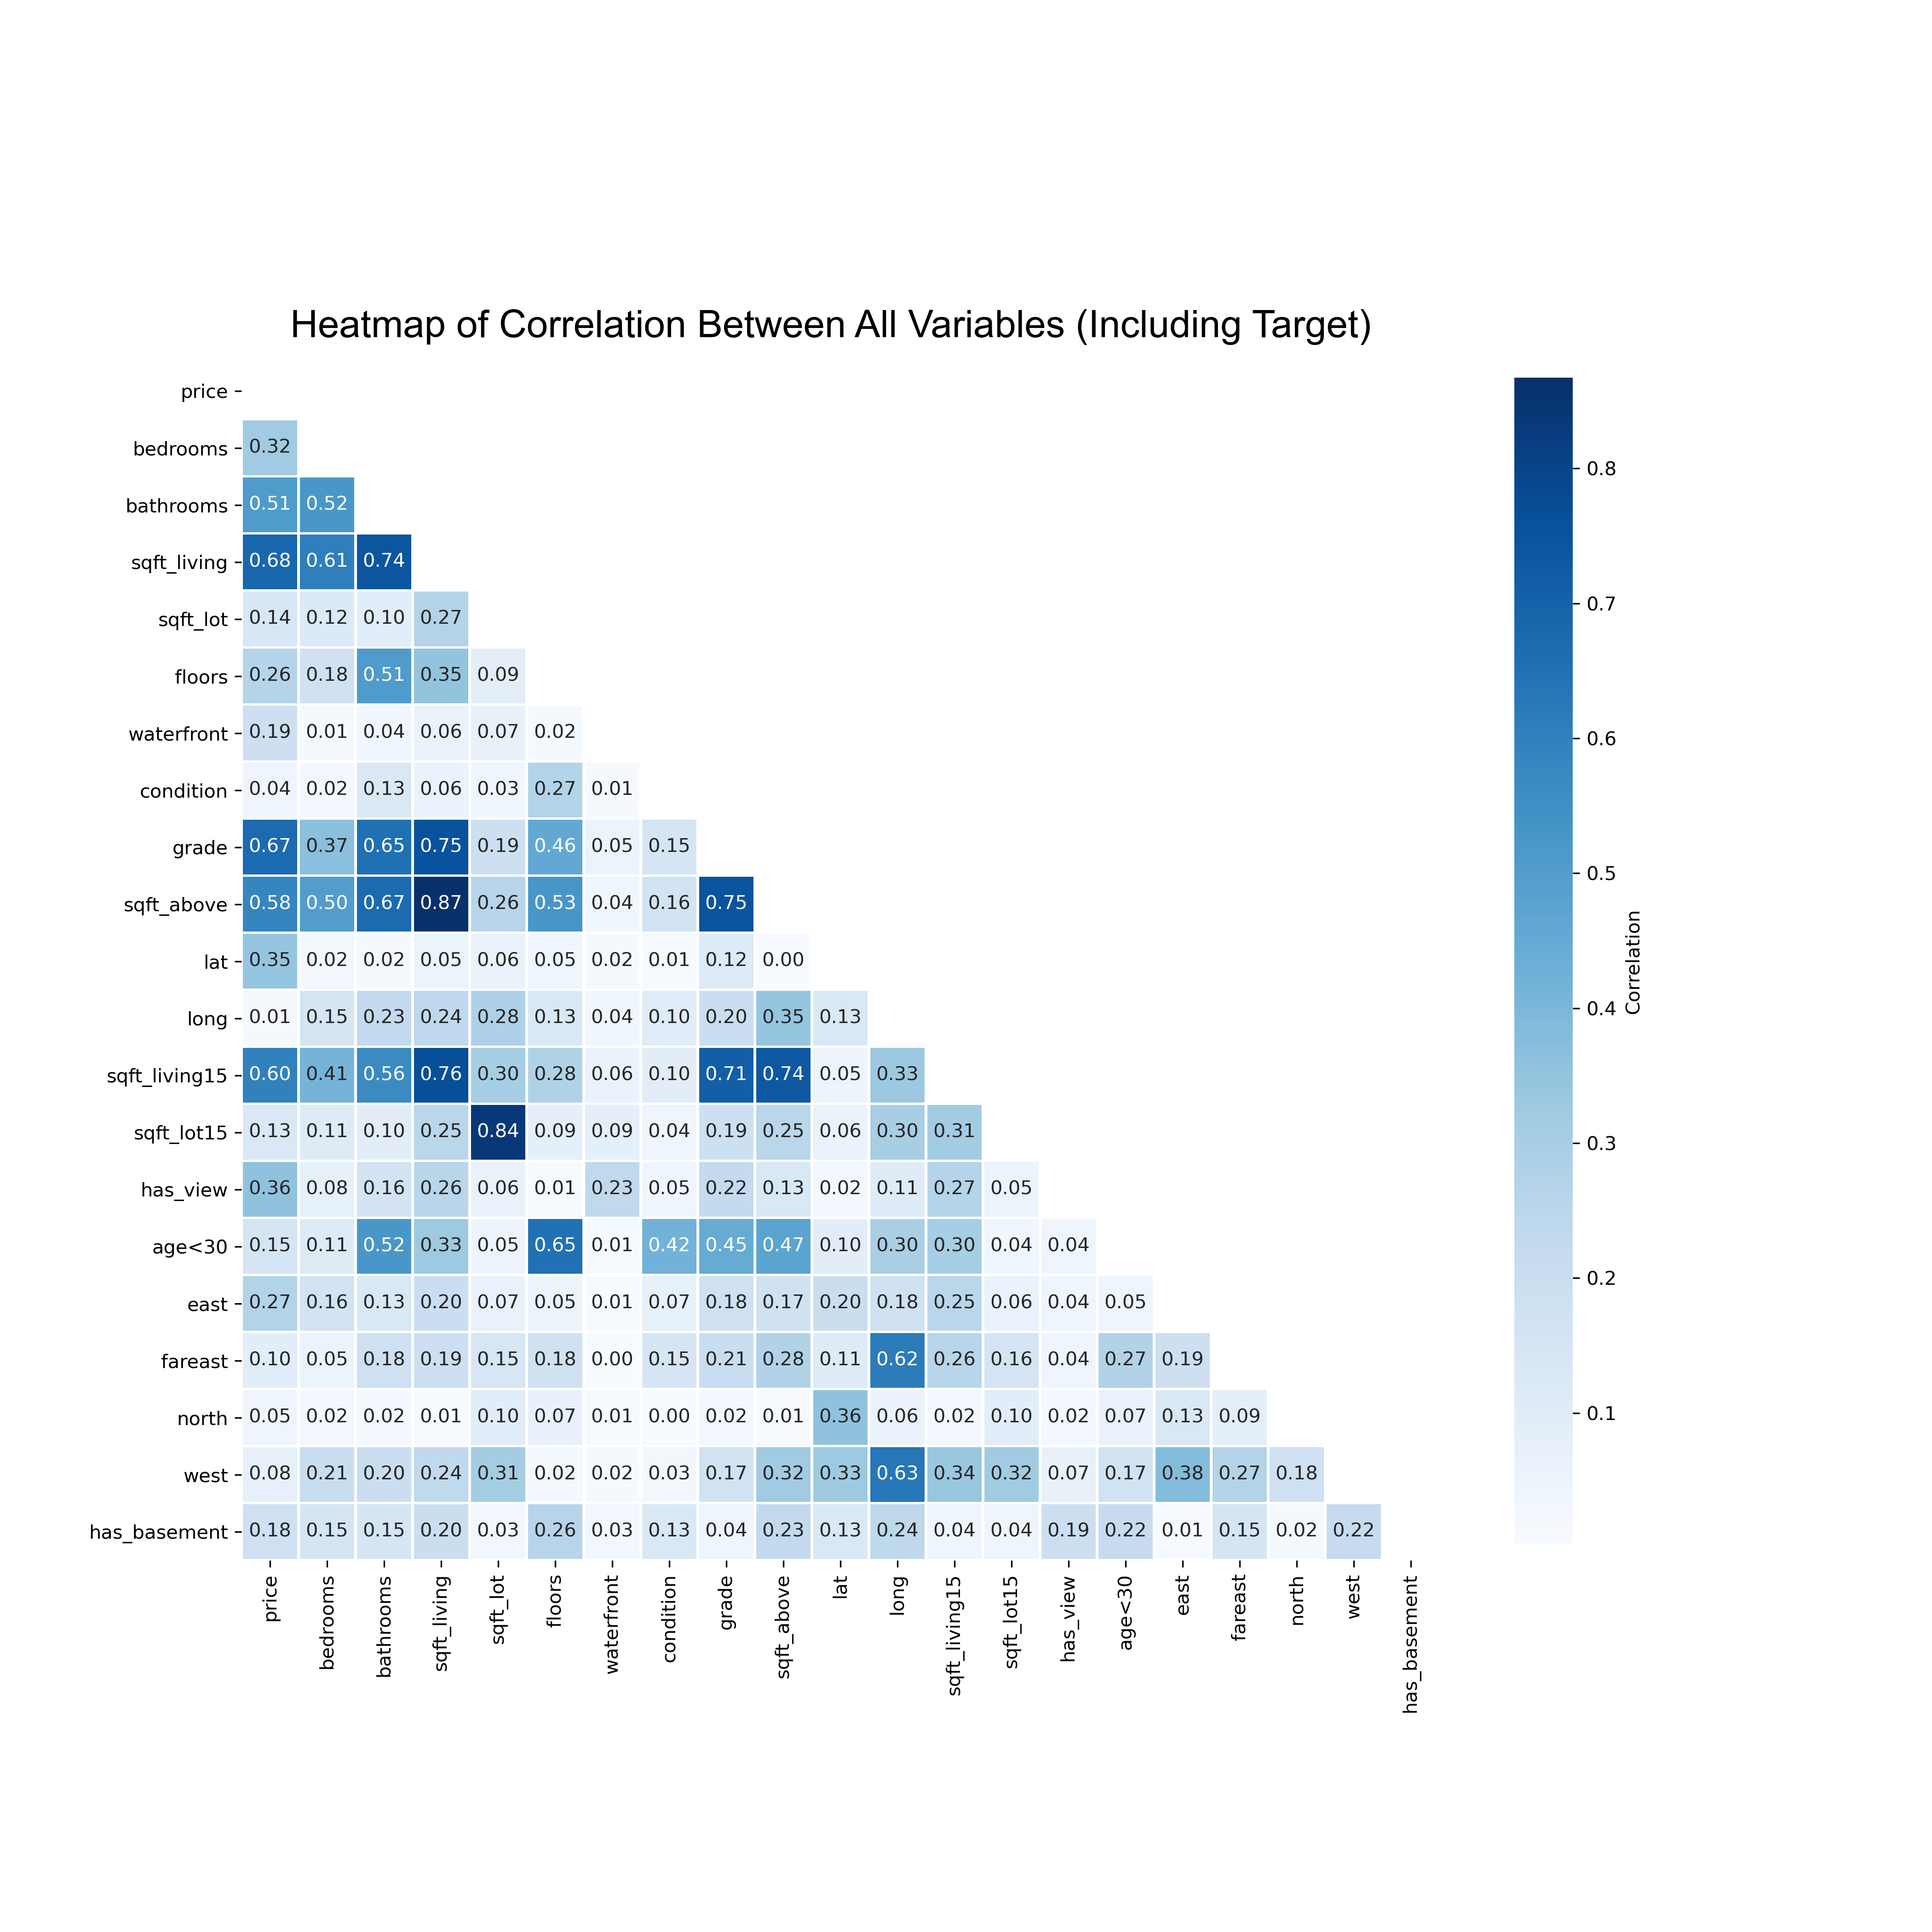 Heatmap of Correlation Between All Variables (Including Target)
price
bedrooms 0.32
bathrooms 0.51 0.52
sqft_living 0.68 0.61 0.74
sqft_lot 0.14 0.12 0.10 0.27
floors 0.26 0.18 0.51 0.35 0.09
waterfront 0.19 0.01 0.04 0.06 0.07 0.02
condition 0.04 0.02 0.13 0.06 0.03 0.27 0.01
grade 0.67 0.37 0.65 0.75 0.19 0.46 0.05 0.15
sqft_above 0.58 0.50 0.67 0.87 0.26 0.53 0.04 0.16 0.75
lat 0.35 0.02 0.02 0.05 0.06 0.05 0.02 0.01 0.12 0.00
long 0.01 0.15 0.23 0.24 0.28 0.13 0.04 0.10 0.20 0.35 0.13
sqft_living15 0.60 0.41 0.56 0.76 0.30 0.28 0.06 0.10 0.71 0.74 0.05 0.33
sqft_lot15 0.13 0.11 0.10 0.25 0.84 0.09 0.09 0.04 0.19 0.25 0.06 0.30 0.31
has_view 0.36 0.08 0.16 0.26 0.06 0.01 0.23 0.05 0.22 0.13 0.02 0.11 0.27 0.05
age<30 0.15 0.11 0.52 0.33 0.05 0.65 0.01 0.42 0.45 0.47 0.10 0.30 0.30 0.04 0.04
east 0.27 0.16 0.13 0.20 0.07 0.05 0.01 0.07 0.18 0.17 0.20 0.18 0.25 0.06 0.04 0.05
fareast 0.10 0.05 0.18 0.19 0.15 0.18 0.00 0.15 0.21 0.28 0.11 0.62 0.26 0.16 0.04 0.27 0.19
north 0.05 0.02 0.02 0.01 0.10 0.07 0.01 0.00 0.02 0.01 0.36 0.06 0.02 0.10 0.02 0.07 0.13 0.09
west 0.08 0.21 0.20 0.24 0.31 0.02 0.02 0.03 0.17 0.32 0.33 0.63 0.34 0.32 0.07 0.17 0.38 0.27 0.18
has_basement 0.18 0.15 0.15 0.20 0.03 0.26 0.03 0.13 0.04 0.23 0.13 0.24 0.04 0.04 0.19 0.22 0.01 0.15 0.02 0.22
price bedrooms bathrooms sqft_living sqft_lot floors waterfront condition grade sqft_above lat long sqft_living15 sqft_lot15 has_view age<30 east fareast north west has_basement
0.8
0.7
0.6
0.5
0.4
0.3
0.2
0.1
Correlation